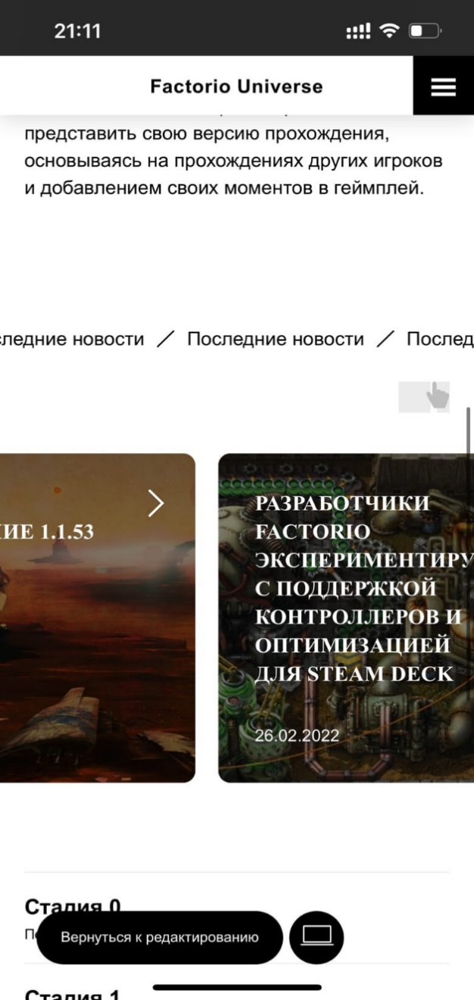 21:11
Factorio Universe
представить свою версию прохождения,
основываясь на прохождениях других игроков
и добавлением своих моментов в геймплей.
следние новости / Последние новости / Послед
ИЕ 1.1.53
РАЗРАБОТЧИКИ
FACTORIO
ЭКСПЕРИМЕНТИРУ
С ПОДДЕРЖКОЙ
КОНТРОЛЛЕРОВ И
ОПТИМИЗАЦИЕЙ
ДЛЯ STEAM DECK
26.02.2022
Стадия 0
Вернуться к редактированию
Стадия 1